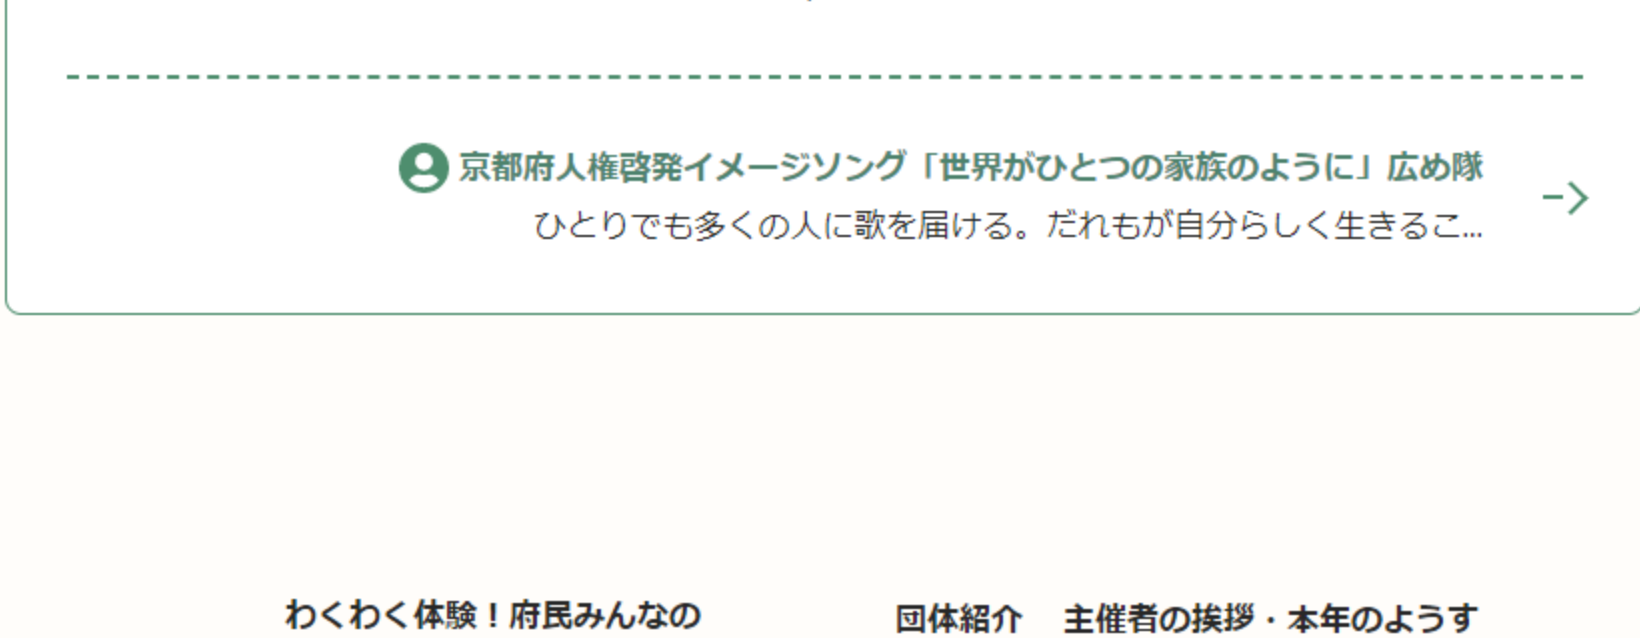 京都府人権啓発イメージソング「世界がひとつの家族のように」広め隊
ひとりでも多くの人に歌を届ける。だれもが自分らしく生きるこ...
わくわく体験！府民みんなの
団体紹介 主催者の挨拶・本年のようす